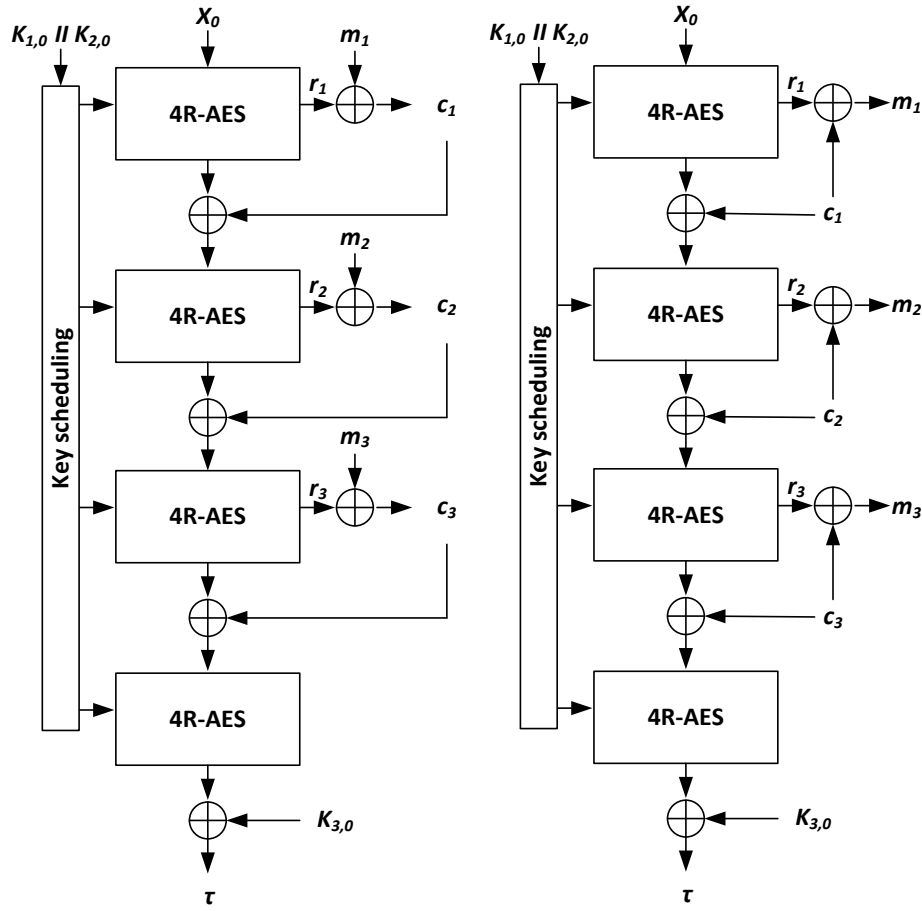 X₀
K₁,₀ II K₂,₀
m₁
4R-AES
r₁
c₁
m₂
4R-AES
r₂
c₂
Key scheduling
m₃
4R-AES
r₃
c₃
4R-AES
K₃,₀
τ
X₀
K₁,₀ II K₂,₀
4R-AES
r₁
m₁
c₁
4R-AES
r₂
m₂
c₂
Key scheduling
4R-AES
r₃
m₃
c₃
4R-AES
K₃,₀
τ